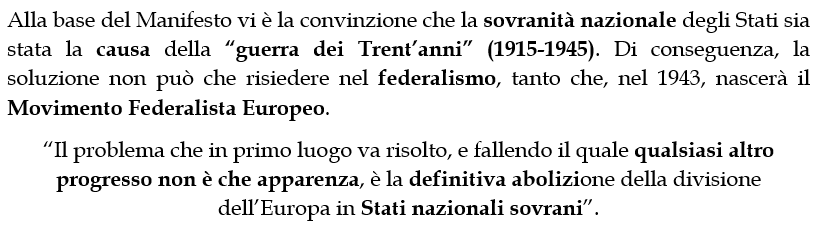 Alla base del Manifesto vi è la convinzione che la sovranità nazionale degli Stati sia
stata la causa della “guerra dei Trent’anni” (1915-1945). Di conseguenza, la
soluzione non può che risiedere nel federalismo, tanto che, nel 1943, nascerà il
Movimento Federalista Europeo.
“Il problema che in primo luogo va risolto, e fallendo il quale qualsiasi altro
progresso non è che apparenza, è la definitiva abolizione della divisione
dell’Europa in Stati nazionali sovrani”.